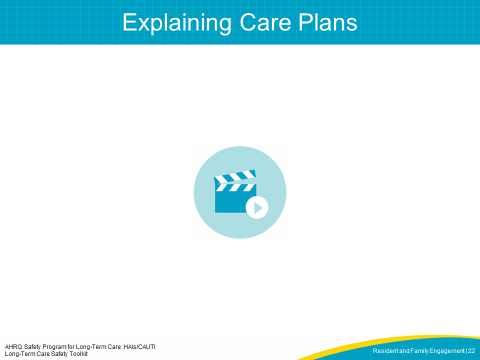 Explaining Care Plans
AHRQ Safety Program for Long-Term Care: HAIs/CAUTI
Long-Term Care Safety Toolkit
Resident and Family Engagement | 22